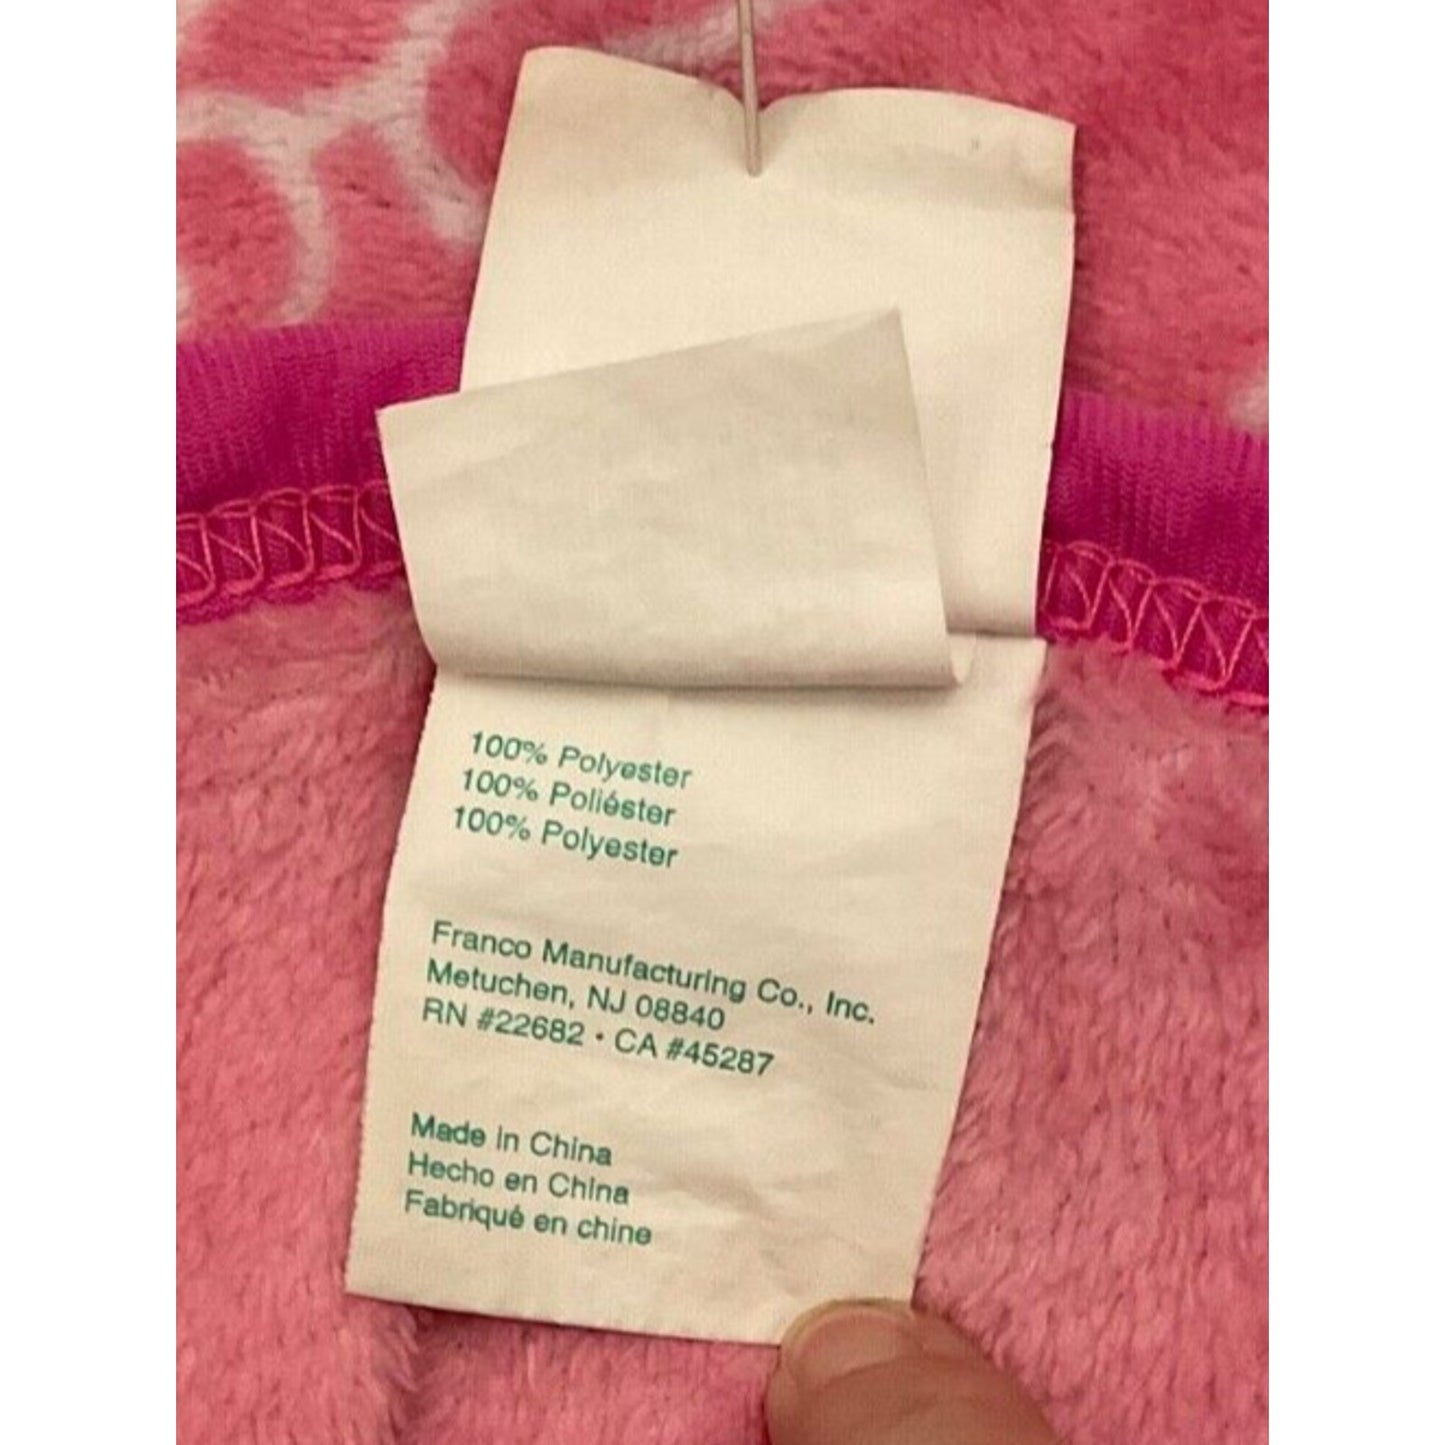 100% Polyester
100% Poliéster
100% Polyester
Franco Manufacturing Co., Inc.
Metuchen, NJ 08840
RN #22682 • CA #45287
Made in China
Hecho en China
Fabriqué en chine